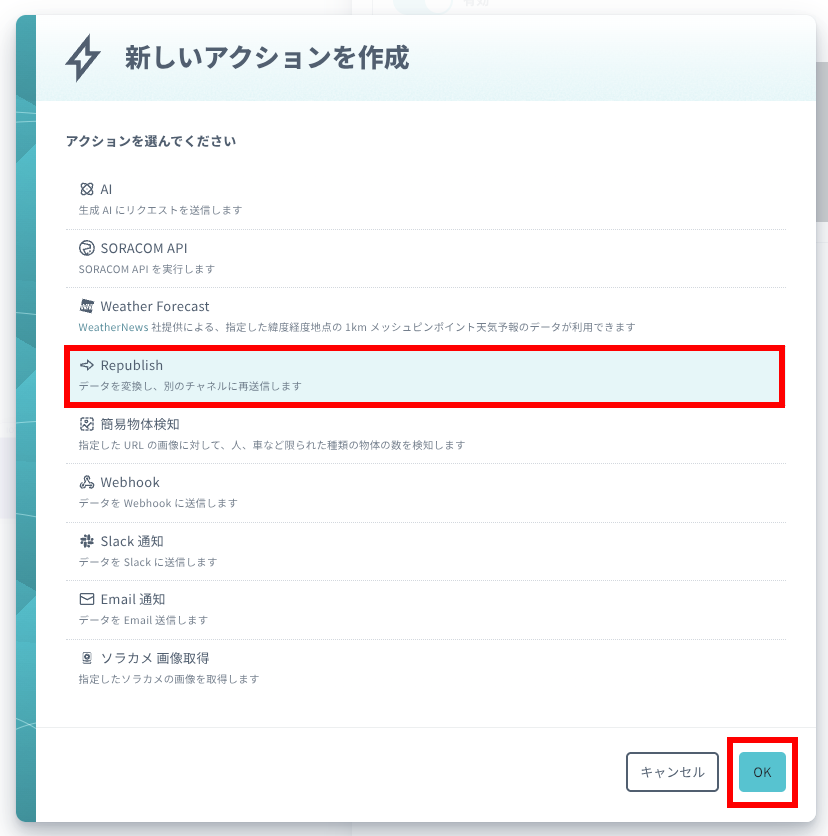 新しいアクションを作成
アクションを選んでください
AI
生成 AI にリクエストを送信します
SORACOM API
SORACOM API を実行します
Weather Forecast
WeatherNews 社提供による、指定した緯度経度地点の 1km メッシュピンポイント天気予報のデータが利用できます
Republish
データを変換し、別のチャネルに再送信します
簡易物体検知
指定した URL の画像に対して、人、車など限られた種類の物体の数を検知します
Webhook
データを Webhook に送信します
Slack 通知
データを Slack に送信します
Email 通知
データを Email 送信します
ソラカメ 画像取得
指定したソラカメの画像を取得します
キャンセル
OK